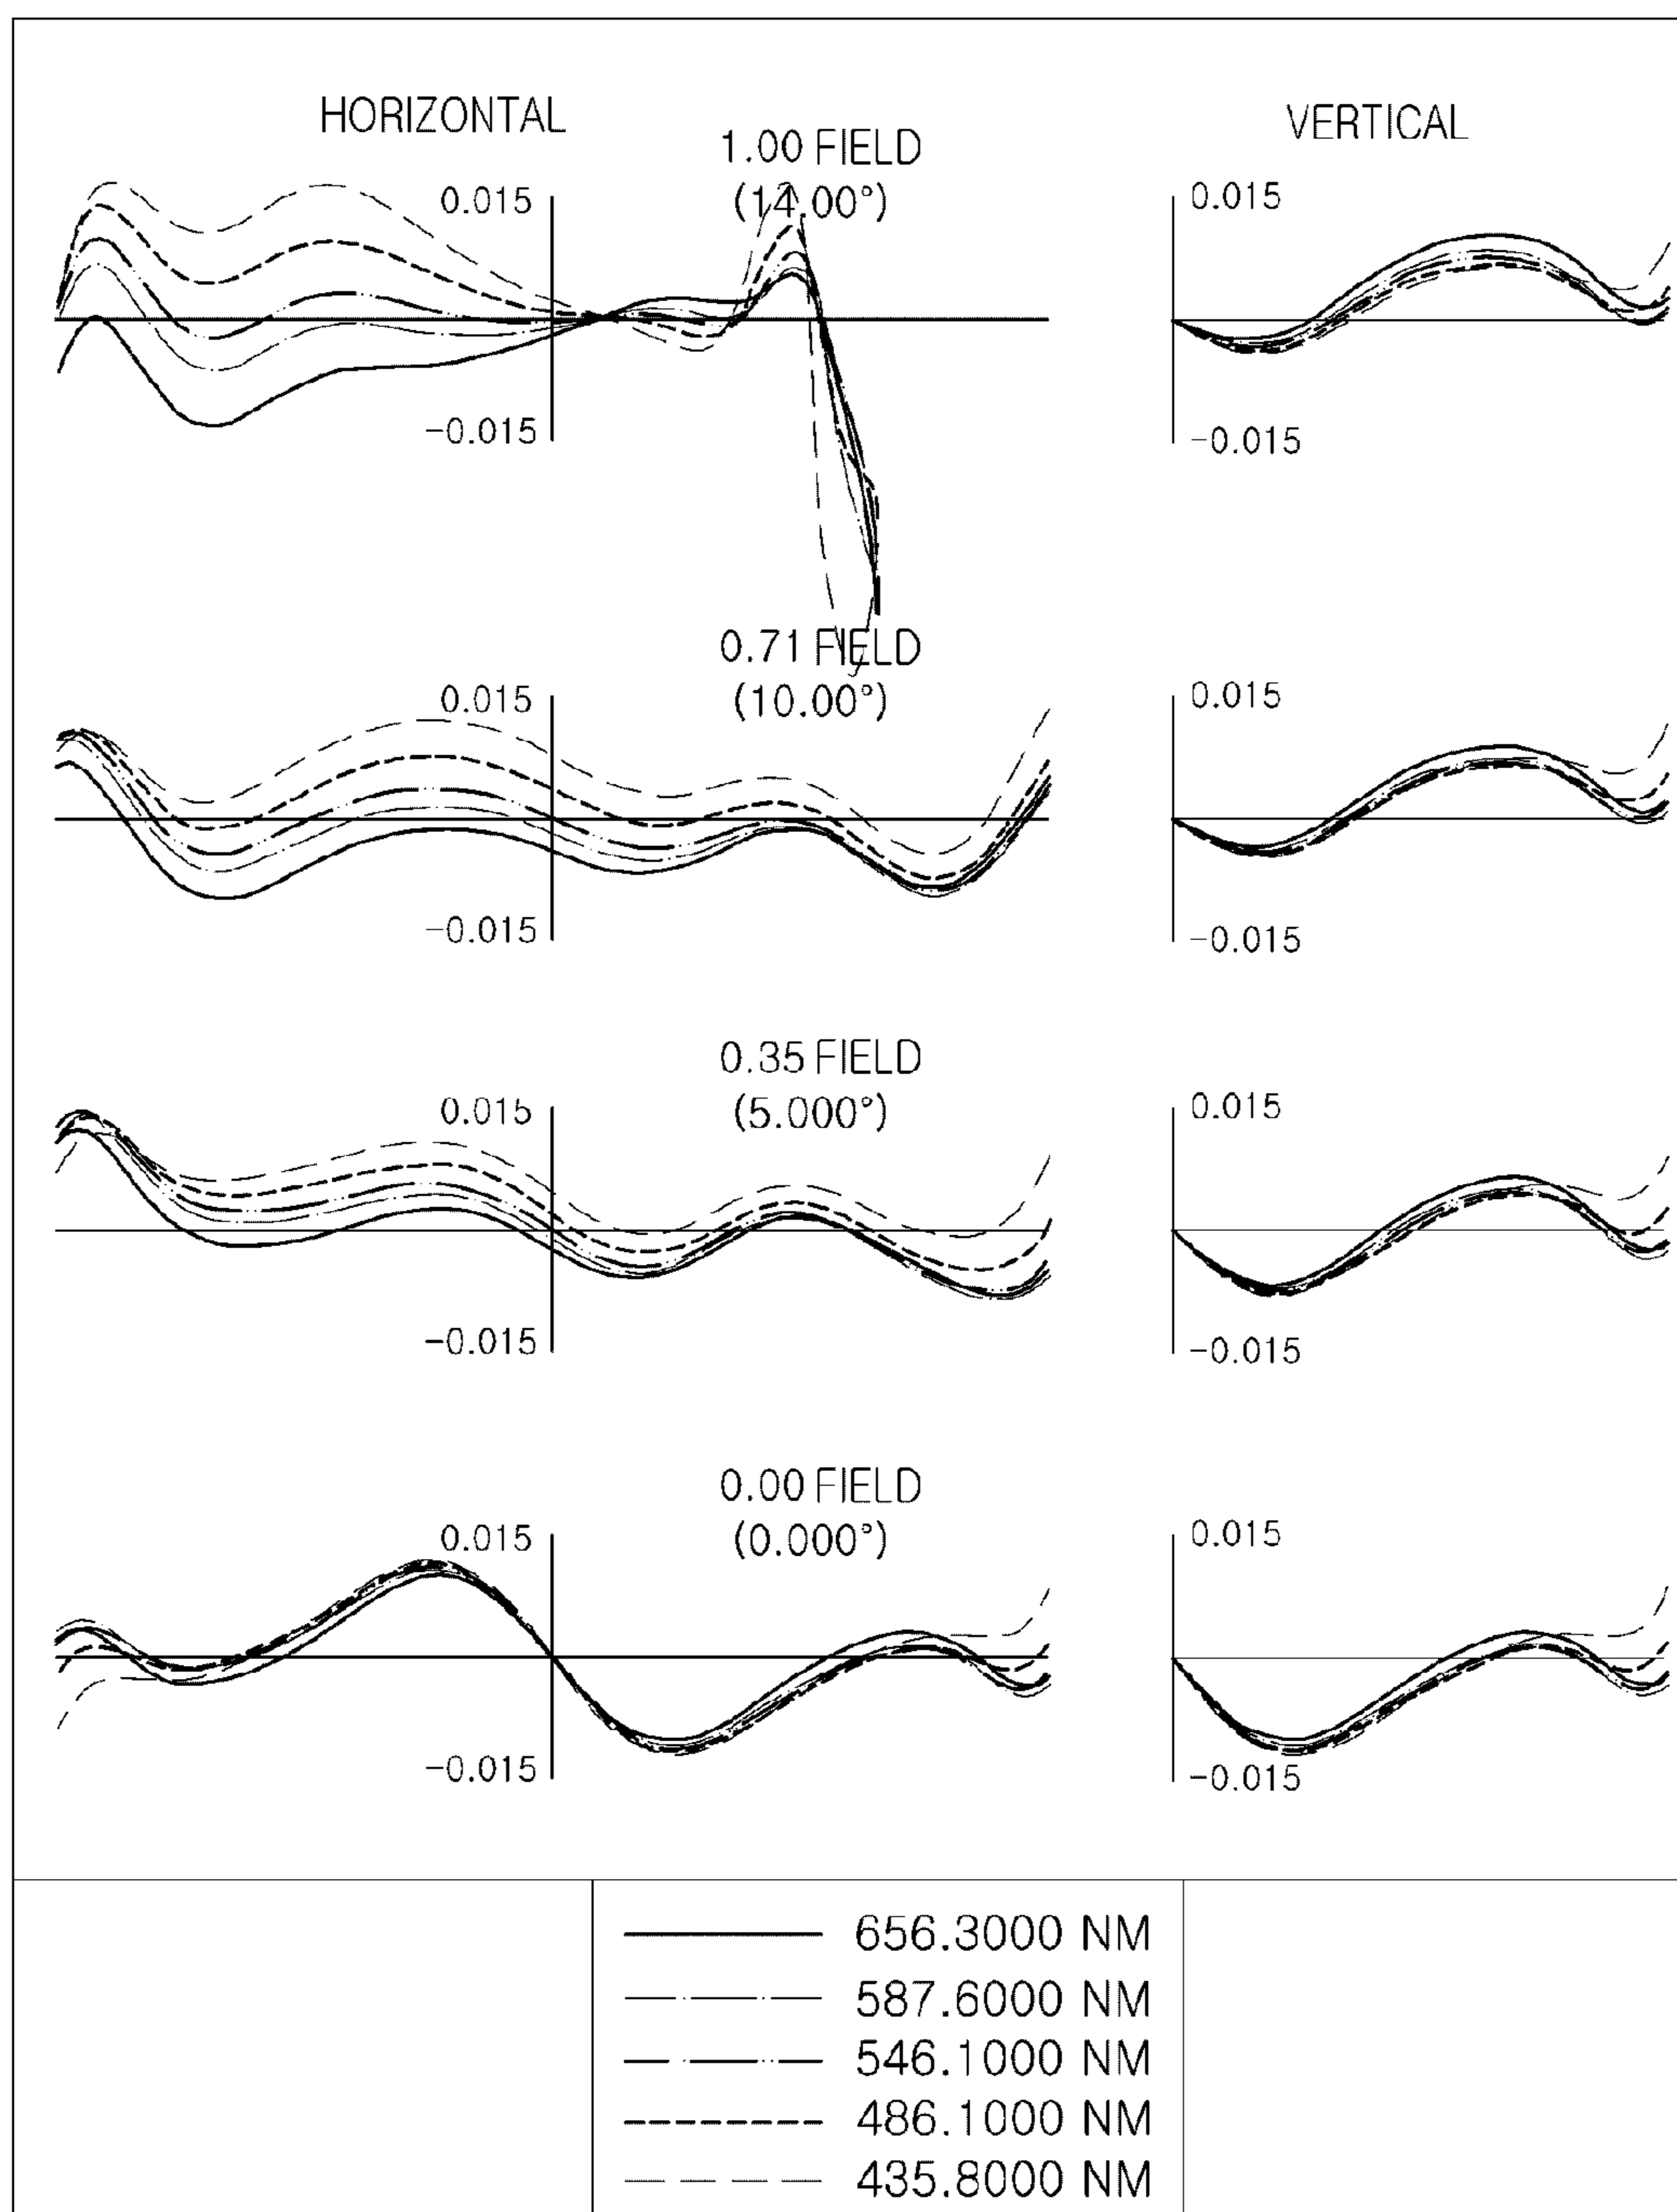 HORIZONTAL
VERTICAL
1.00 FIELD
(14.00°)
0.015
-0.015
0.015
-0.015
0.71 FIELD
(10.00°)
0.015
-0.015
0.015
-0.015
0.35 FIELD
(5.000°)
0.015
-0.015
0.015
-0.015
0.00 FIELD
(0.000°)
0.015
-0.015
0.015
-0.015
656.3000 NM
587.6000 NM
546.1000 NM
486.1000 NM
435.8000 NM